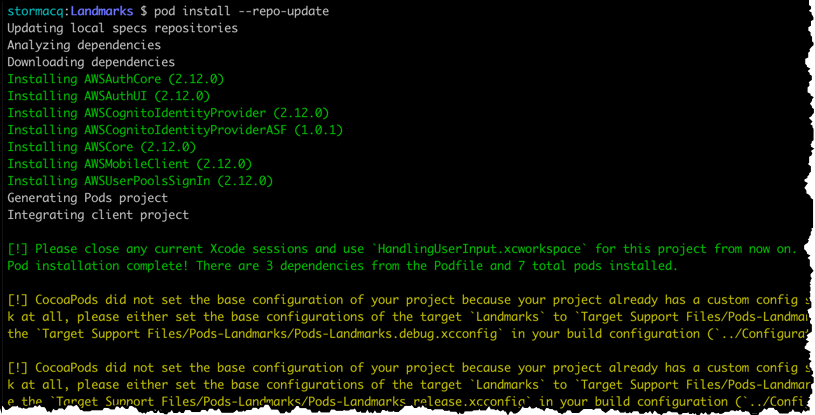 stormacq:Landmarks $ pod install --repo-update
Updating local specs repositories
Analyzing dependencies
Downloading dependencies
Installing AWSAuthCore (2.12.0)
Installing AWSAuthUI (2.12.0)
Installing AWSCognitoIdentityProvider (2.12.0)
Installing AWSCognitoIdentityProviderASF (1.0.1)
Installing AWSCore (2.12.0)
Installing AWSMobileClient (2.12.0)
Installing AWSUserPoolsSignIn (2.12.0)
Generating Pods project
Integrating client project
[!] Please close any current Xcode sessions and use `HandlingUserInput.xcworkspace` for this project from now on.
Pod installation complete! There are 3 dependencies from the Podfile and 7 total pods installed.
[!] CocoaPods did not set the base configuration of your project because your project already has a custom config
k at all, please either set the base configurations of the target `Landmarks` to `Target Support Files/Pods-Landmar
the `Target Support Files/Pods-Landmarks/Pods-Landmarks.debug.xcconfig` in your build configuration (`../Configura
[!] CocoaPods did not set the base configuration of your project because your project already has a custom config
k at all, please either set the base configurations of the target `Landmarks` to `Target Support Files/Pods-Landma
e the `Target Support Files/Pods-Landmarks/Pods-Landmarks.release.xcconfig` in your build configuration (`../Confi